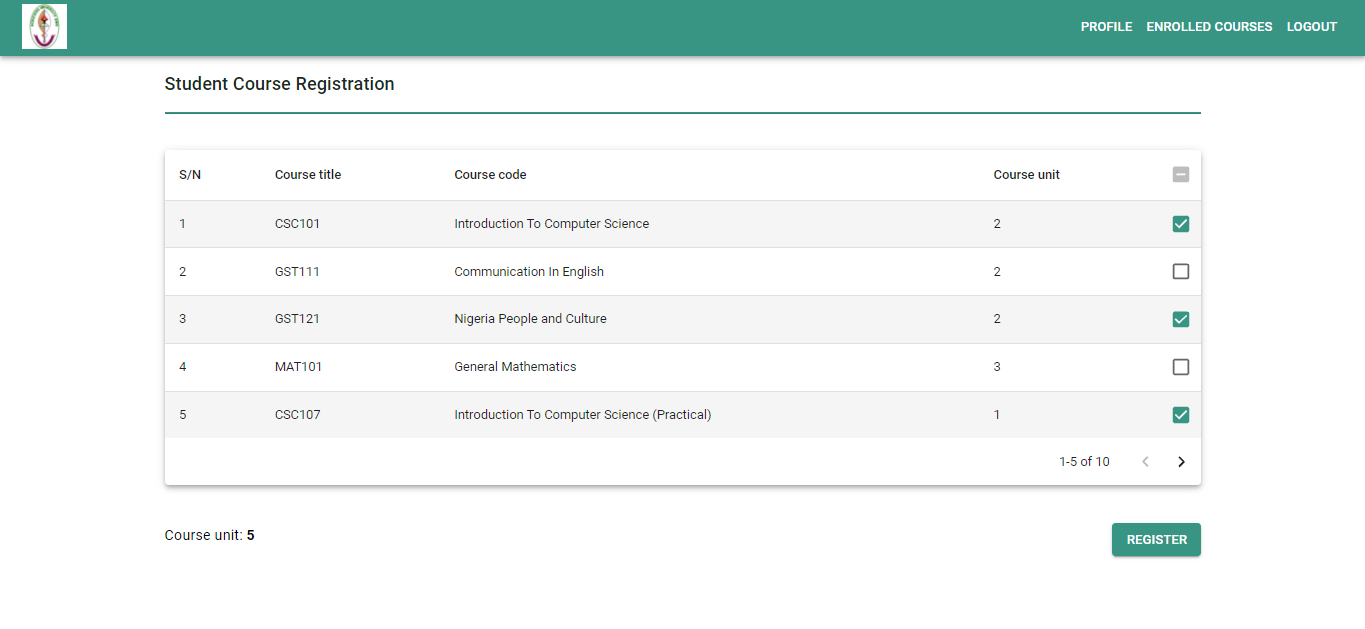 PROFILE ENROLLED COURSES LOGOUT
Student Course Registration
S/N Course title Course code Course unit
1 CSC101 Introduction To Computer Science 2
2 GST111 Communication In English 2
3 GST121 Nigeria People and Culture 2
4 MAT101 General Mathematics 3
5 CSC107 Introduction To Computer Science (Practical) 1
1-5 of 10
Course unit: 5
REGISTER